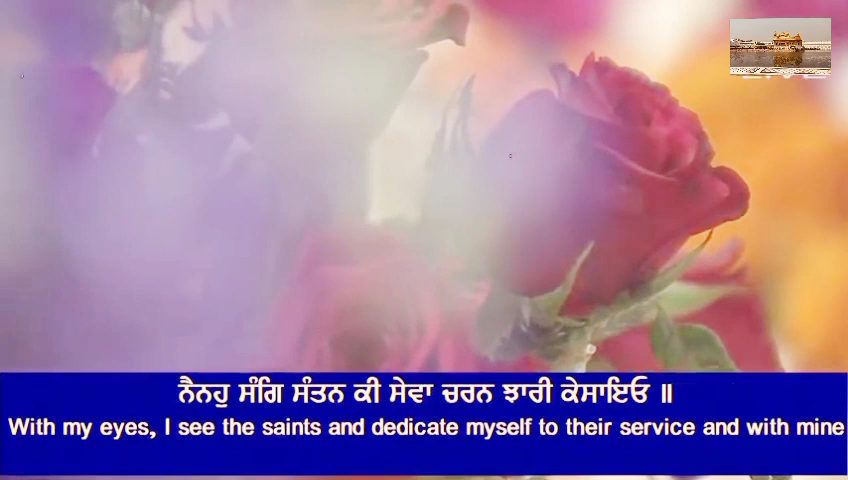 ਨੈਨਹੁ ਸੰਗਿ ਸੰਤਨ ਕੀ ਸੇਵਾ ਚਰਨ ਝਾਰੀ ਕੇਸਾਇਓ ॥
With my eyes, I see the saints and dedicate myself to their service and with mine